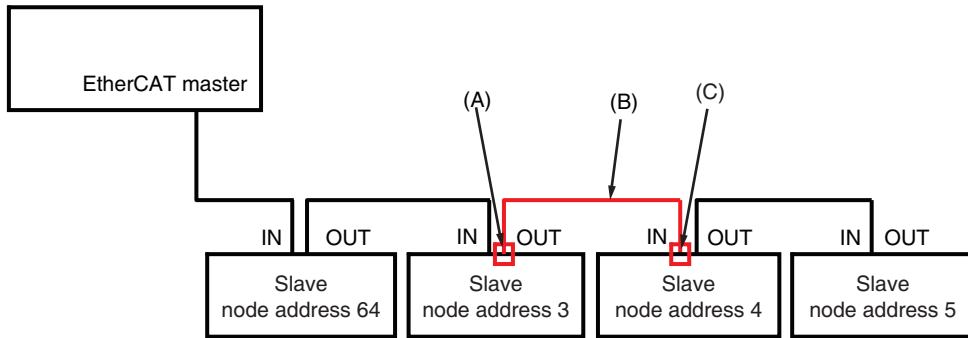 EtherCAT master
(A)
(B)
(C)
IN OUT
IN OUT
IN OUT
IN OUT
Slave
node address 64
Slave
node address 3
Slave
node address 4
Slave
node address 5